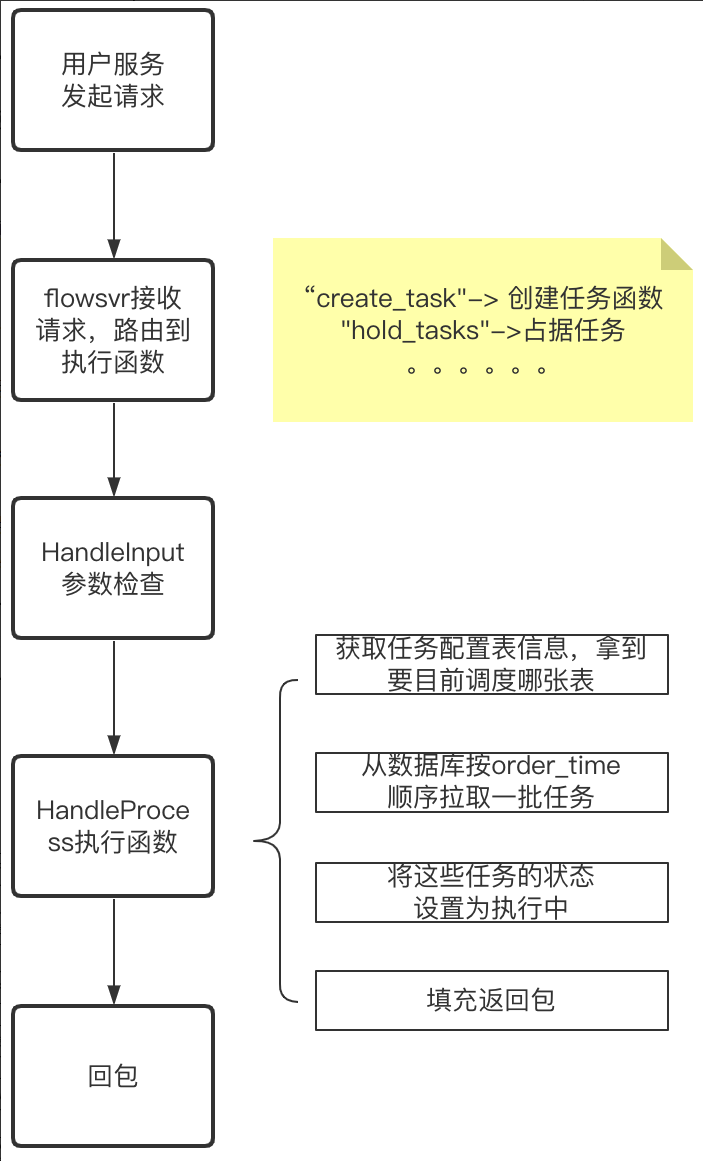 用户服务
发起请求
flowsvr接收
请求，路由到
执行函数
“create_task"-> 创建任务函数
"hold_tasks"->占据任务
。。。。。。
HandleInput
参数检查
HandleProce
ss执行函数
获取任务配置表信息，拿到
要目前调度哪张表
从数据库按order_time
顺序拉取一批任务
将这些任务的状态
设置为执行中
填充返回包
回包